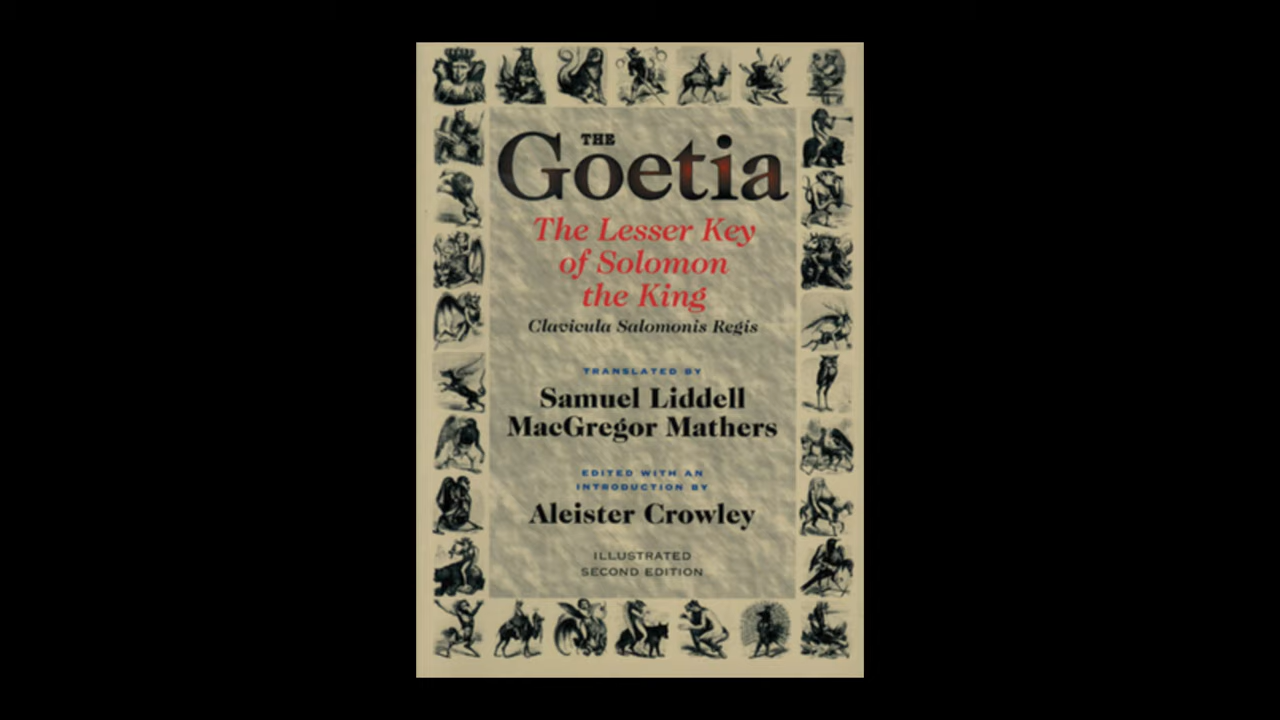 THE
Goetia
The Lesser Key
of Solomon
the King
Clavicula Salomonis Regis
TRANSLATED BY
Samuel Liddell
MacGregor Mathers
EDITED WITH AN
INTRODUCTION BY
Aleister Crowley
ILLUSTRATED
SECOND EDITION